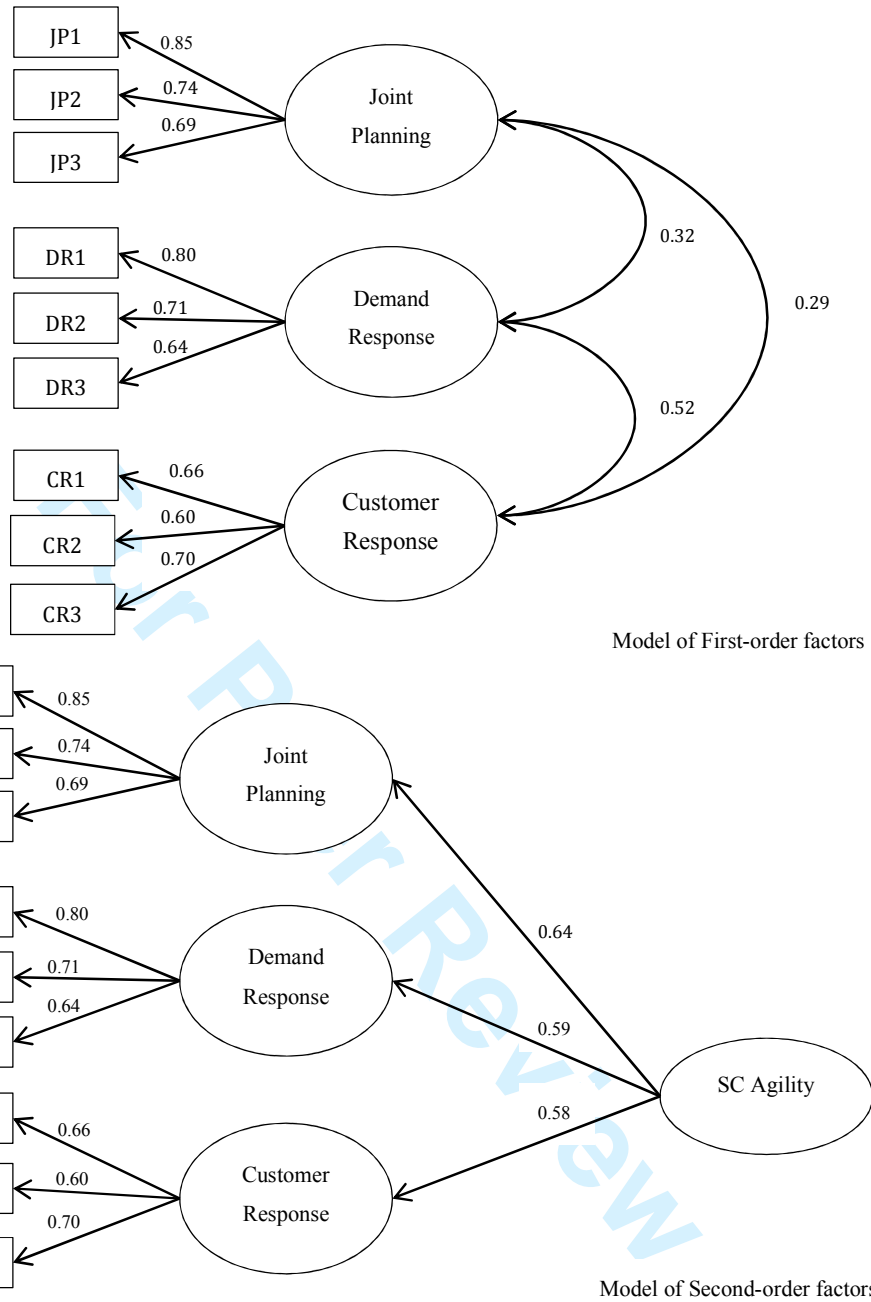 JP1
0.85
JP2
0.74
JP3
0.69
Joint
Planning
DR1
0.80
DR2
0.71
DR3
0.64
Demand
Response
0.32
0.29
0.52
CR1
0.66
CR2
0.60
CR3
0.70
Customer
Response
Model of First-order factors
0.85
0.74
0.69
Joint
Planning
0.80
0.71
0.64
Demand
Response
0.64
0.59
0.58
SC Agility
0.66
0.60
0.70
Customer
Response
Model of Second-order factors
For Peer Review